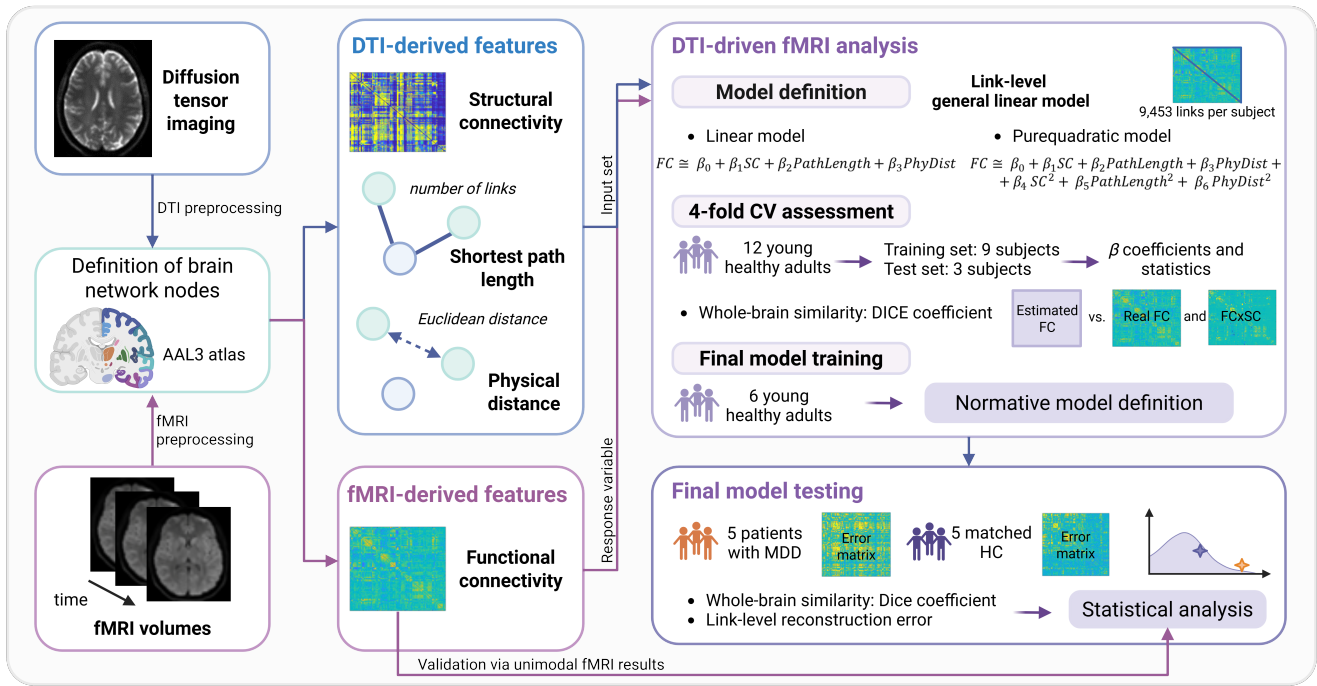 Diffusion
tensor
imaging
DTI preprocessing
Definition of brain
network nodes
AAL3 atlas
fMRI
preprocessing
time
fMRI volumes
DTI-derived features
Structural
connectivity
number of links
Shortest path
length
Euclidean distance
Physical
distance
fMRI-derived features
Functional
connectivity
Input set
Response variable
Validation via unimodal fMRI results
DTI-driven fMRI analysis
Model definition
Link-level
general linear model
9,453 links per subject
• Linear model
FC ≅ β0 + β1SC + β2PathLength + β3PhyDist
• Purequadratic model
FC ≅ β0 + β1SC + β2PathLength + β3PhyDist +
+ β4 SC² + β5PathLength² + β6 PhyDist²
4-fold CV assessment
12 young
healthy adults
Training set: 9 subjects
Test set: 3 subjects
β coefficients and
statistics
• Whole-brain similarity: DICE coefficient
Estimated
FC
vs.
Real FC
and
FCxSC
Final model training
6 young
healthy adults
Normative model definition
Final model testing
5 patients
with MDD
Error
matrix
5 matched
HC
Error
matrix
• Whole-brain similarity: Dice coefficient
• Link-level reconstruction error
Statistical analysis